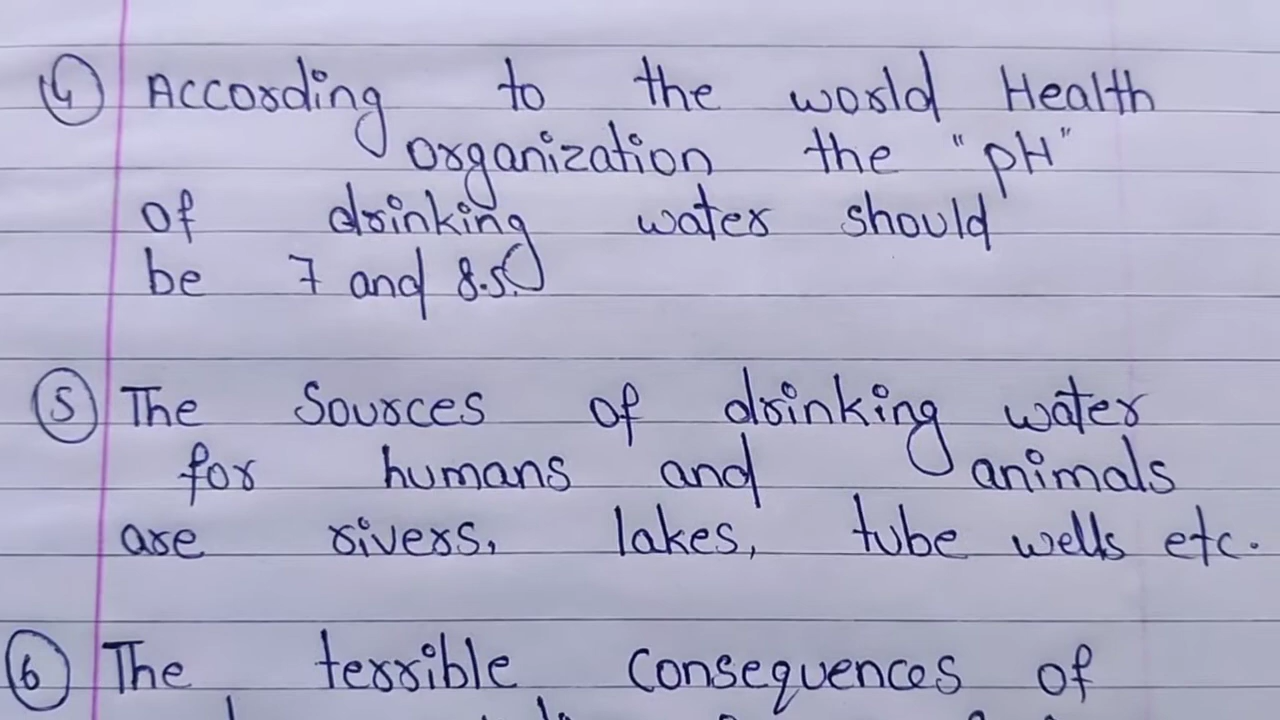 4 According to the world Health
organization the "pH"
of drinking water should
be 7 and 8.5.
5 The Sources of drinking water
for humans and animals
are rivers, lakes, tube wells etc.
6 The terrible consequences of